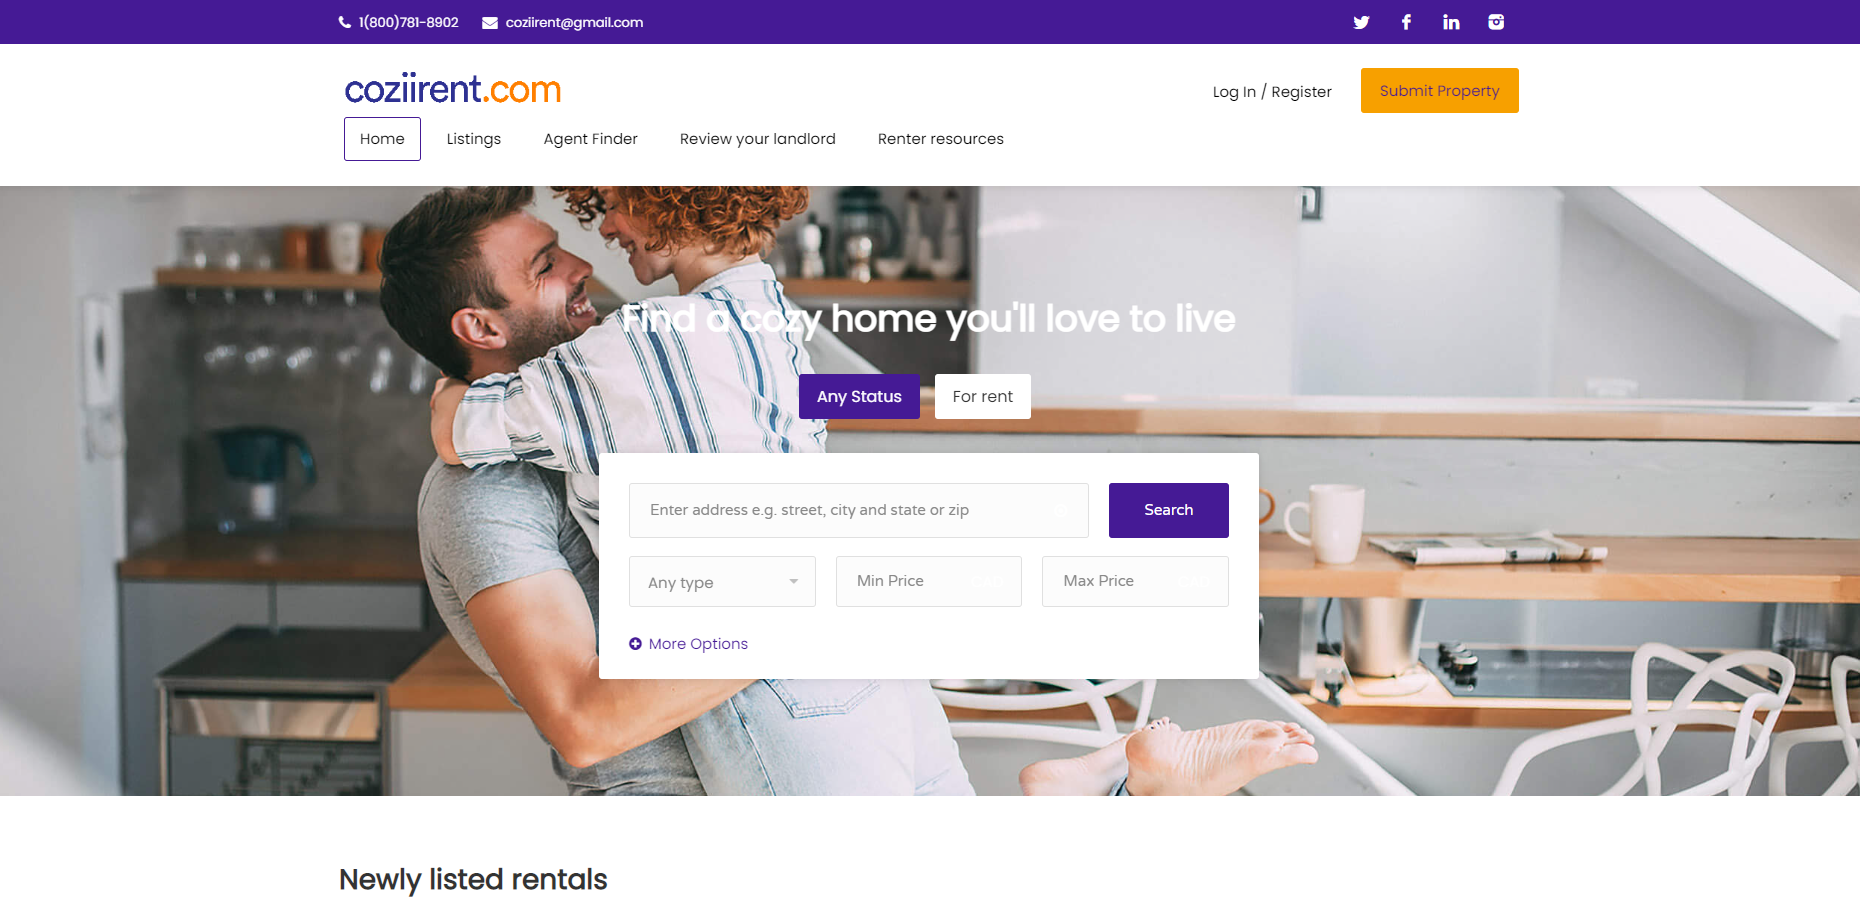 1(800)781-8902 coziirent@gmail.com
coziirent.com
Log In / Register
Submit Property
Home Listings Agent Finder Review your landlord Renter resources
Find a cozy home you'll love to live
Any Status For rent
Enter address e.g. street, city and state or zip
Search
Any type Min Price Max Price
More Options
Newly listed rentals